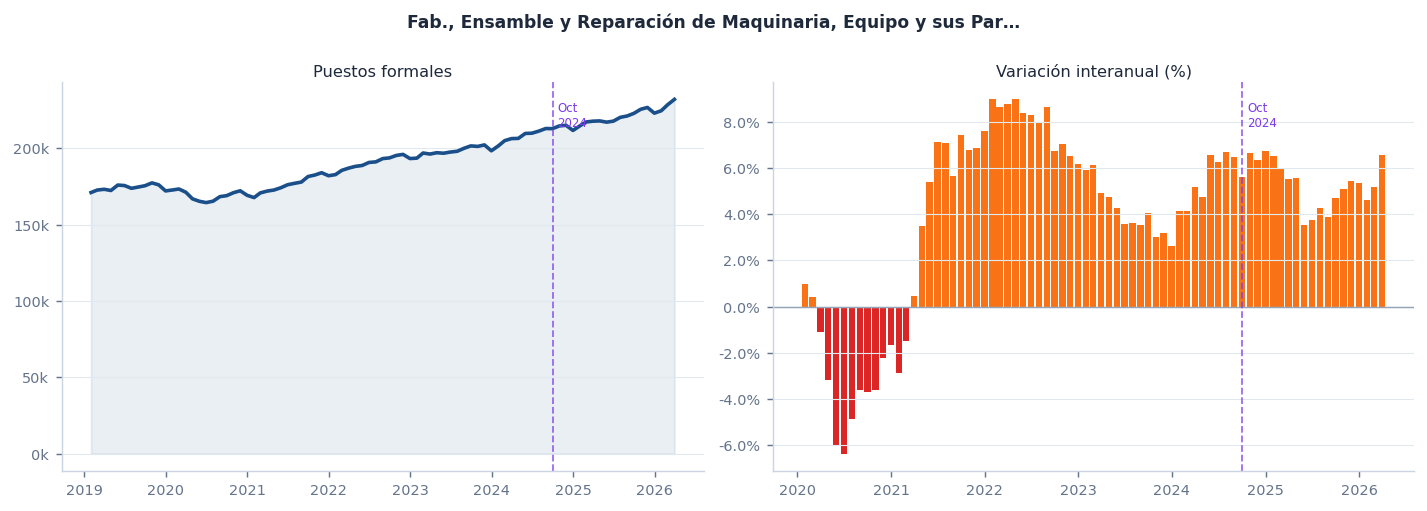 Fab., Ensamble y Reparación de Maquinaria, Equipo y sus Par...
Puestos formales
Oct
2024
200k
150k
100k
50k
0k
2019 2020 2021 2022 2023 2024 2025 2026
Variación interanual (%)
Oct
2024
8.0%
6.0%
4.0%
2.0%
0.0%
-2.0%
-4.0%
-6.0%
2020 2021 2022 2023 2024 2025 2026